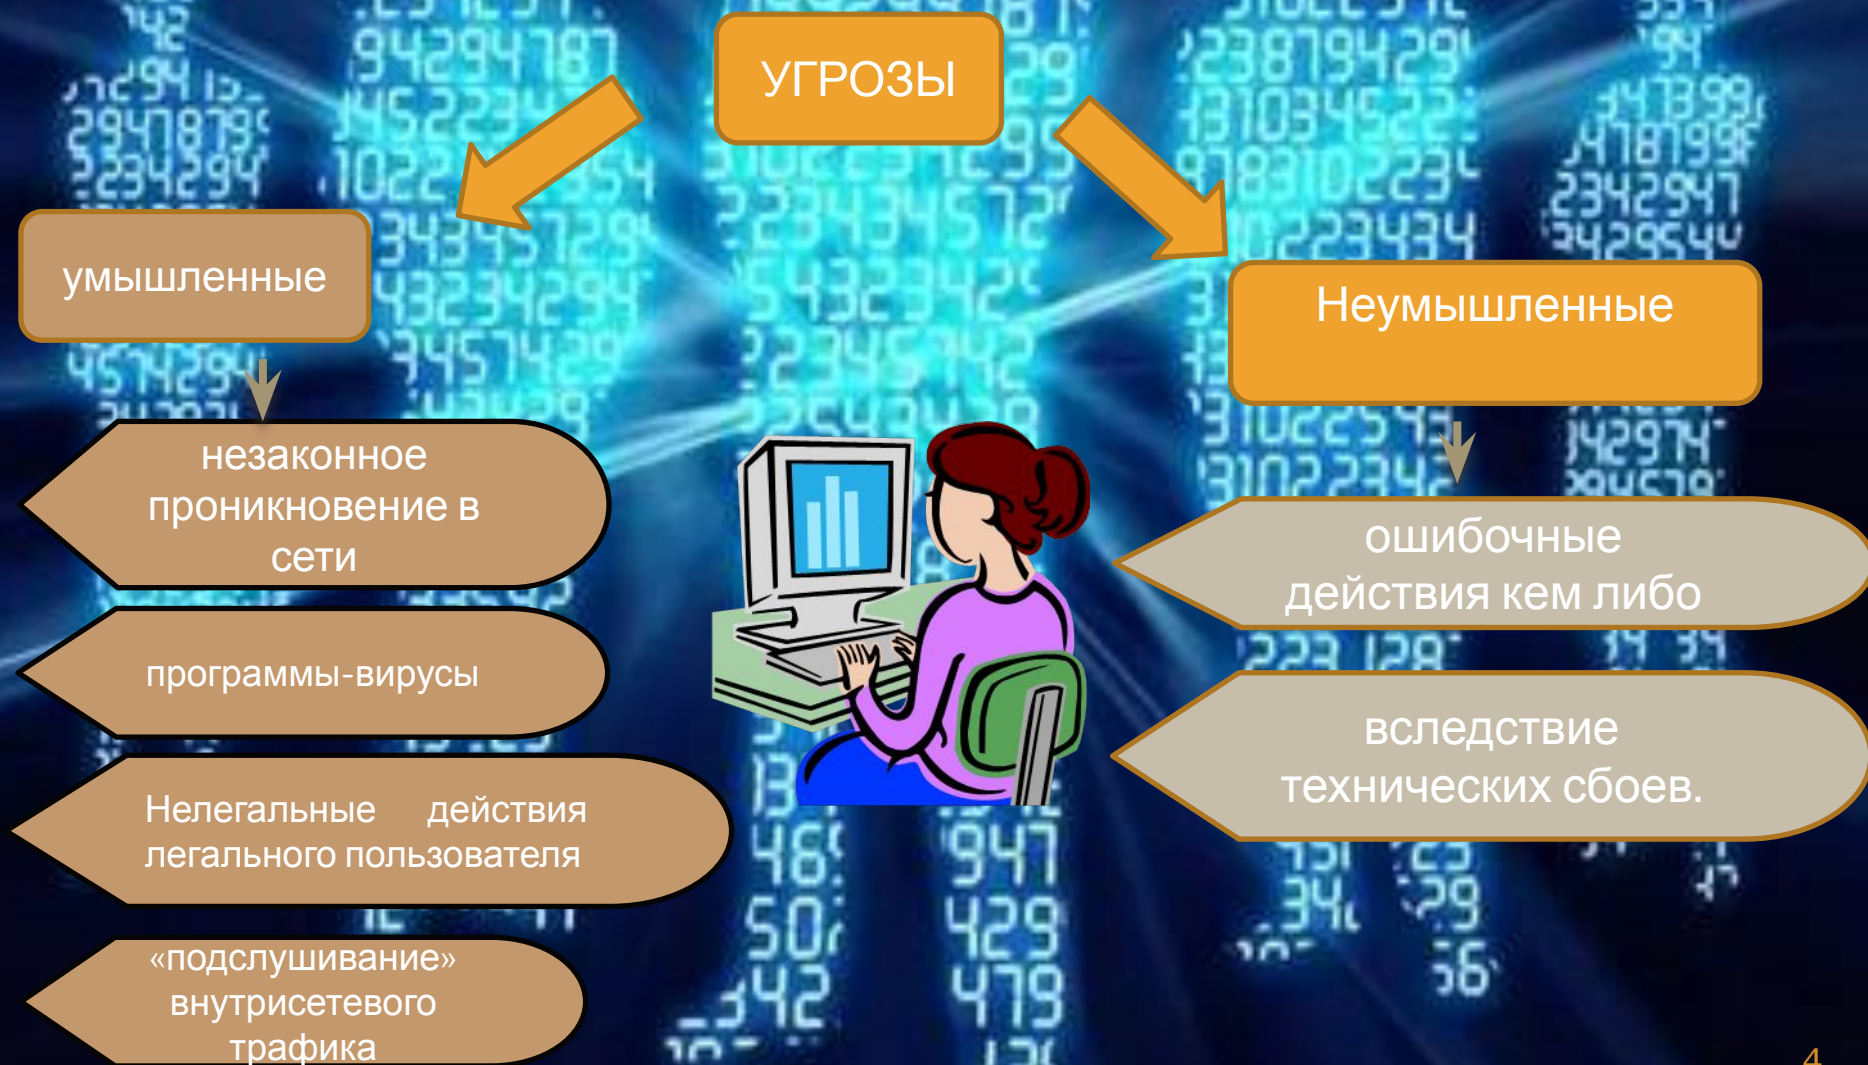 УГРОЗЫ
умышленные
незаконное
проникновение в
сети
программы-вирусы
Нелегальные действия
легального пользователя
«подслушивание»
внутрисетевого
трафика
Неумышленные
ошибочные
действия кем либо
вследствие
технических сбоев.
4